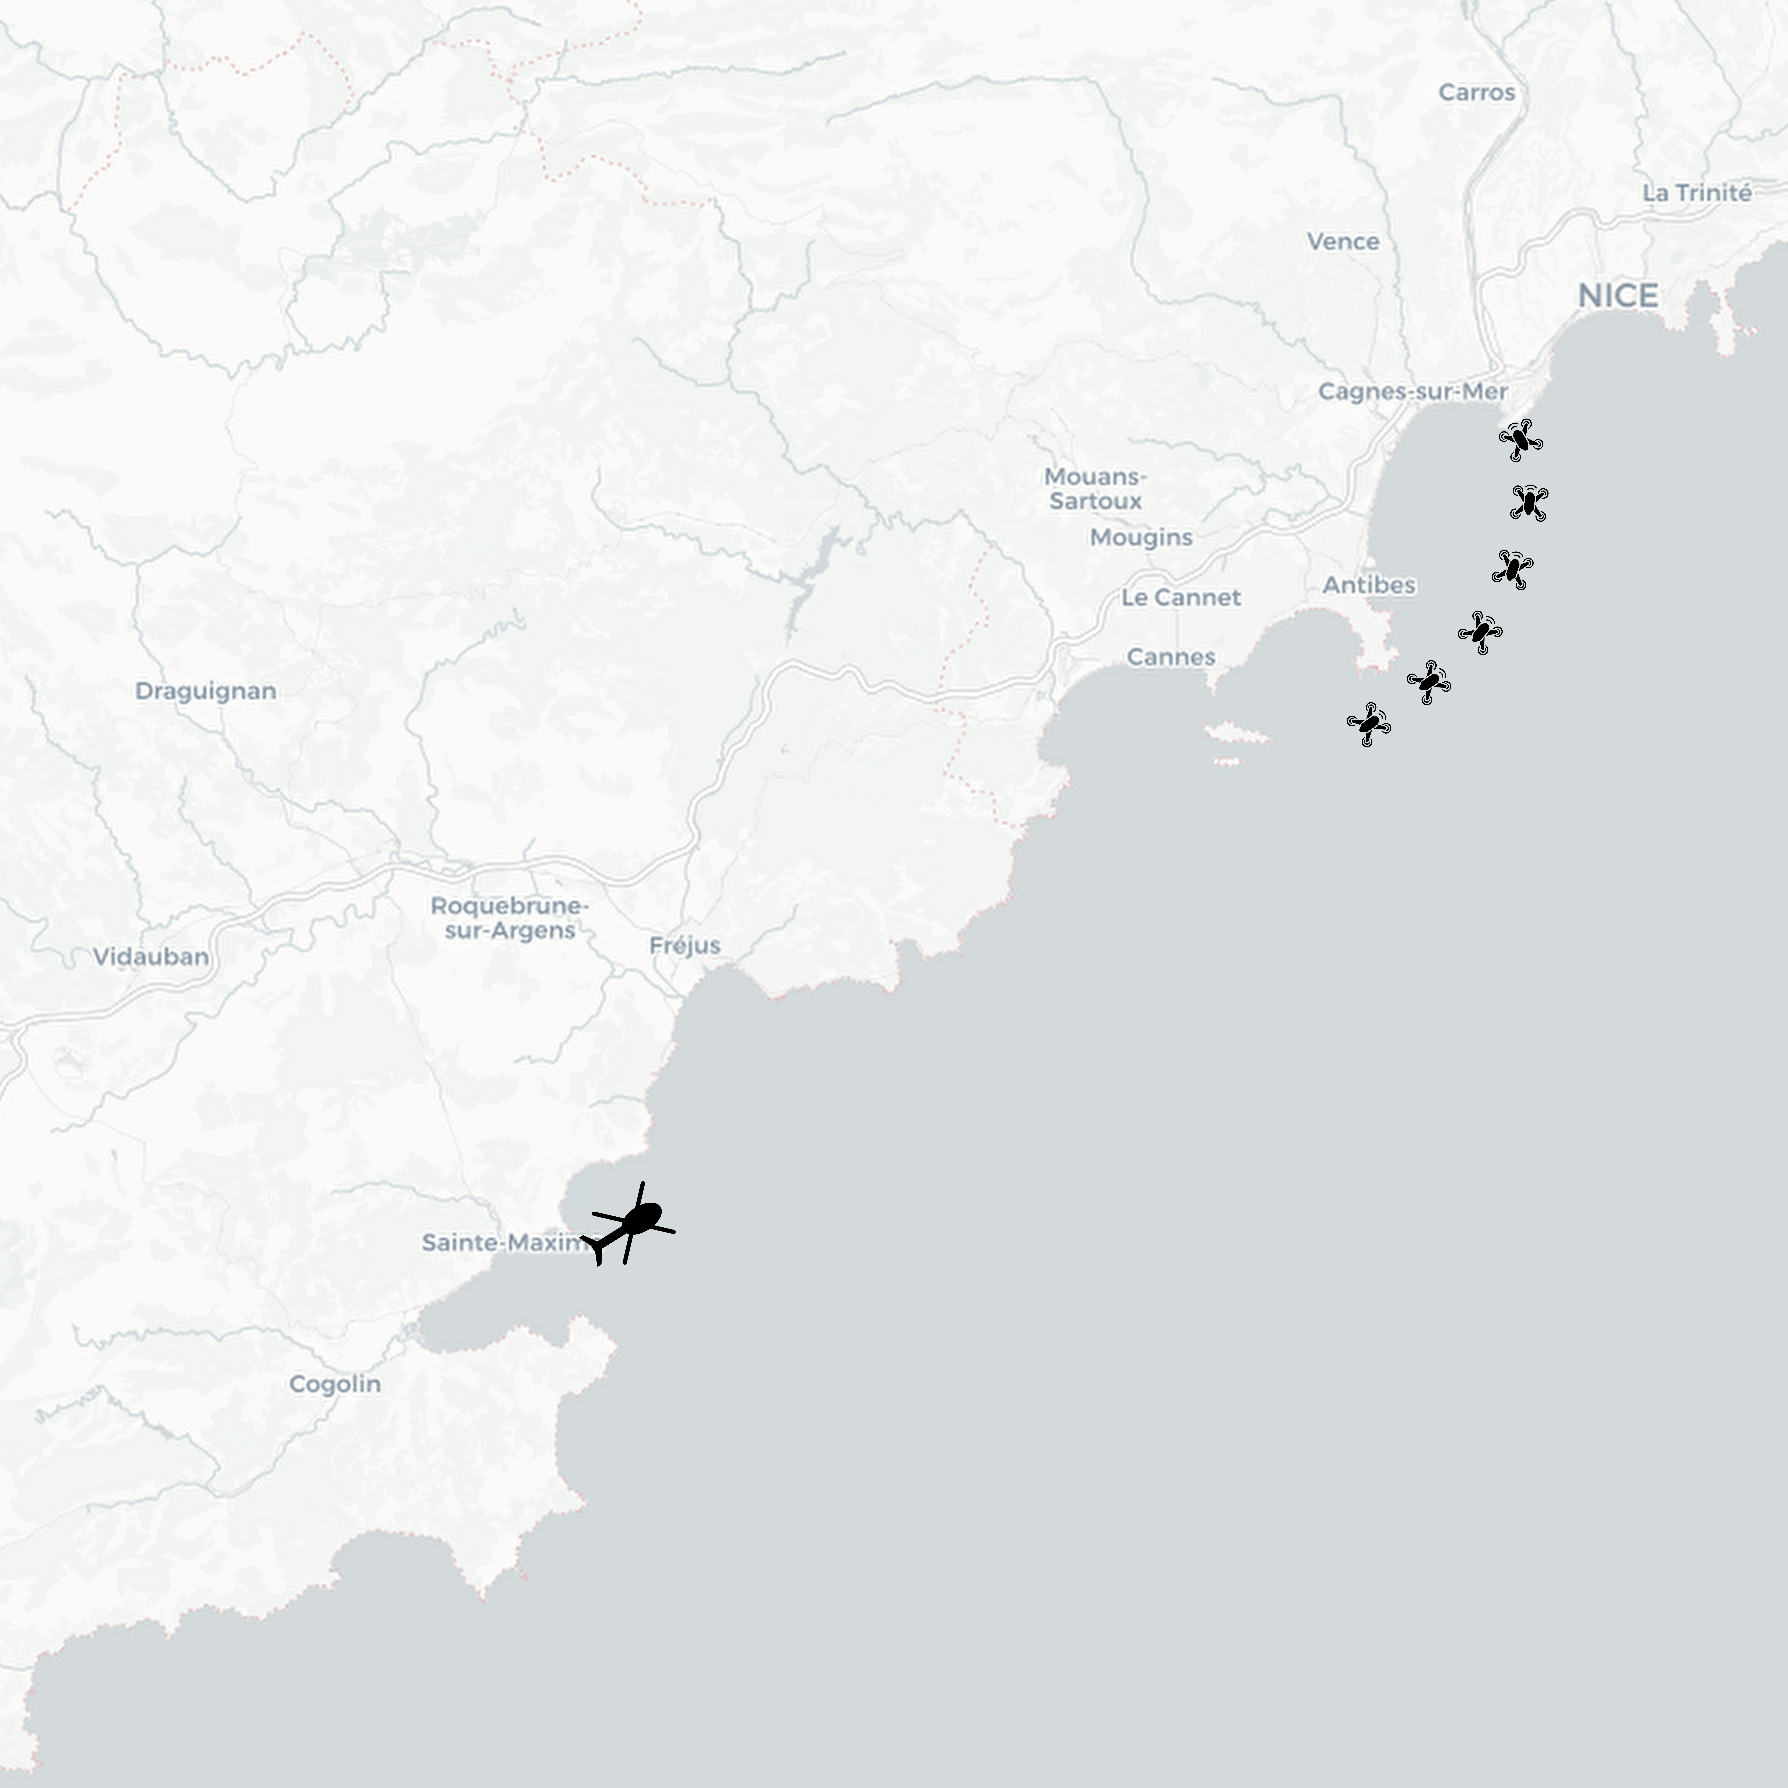 Carros
La Trinité
Vence
NICE
Cagnes-sur-Mer
Mouans-
Sartoux
Mougins
Antibes
Le Cannet
Cannes
Draguignan
Roquebrune-
sur-Argens
Fréjus
Vidauban
Sainte-Maxim
Cogolin